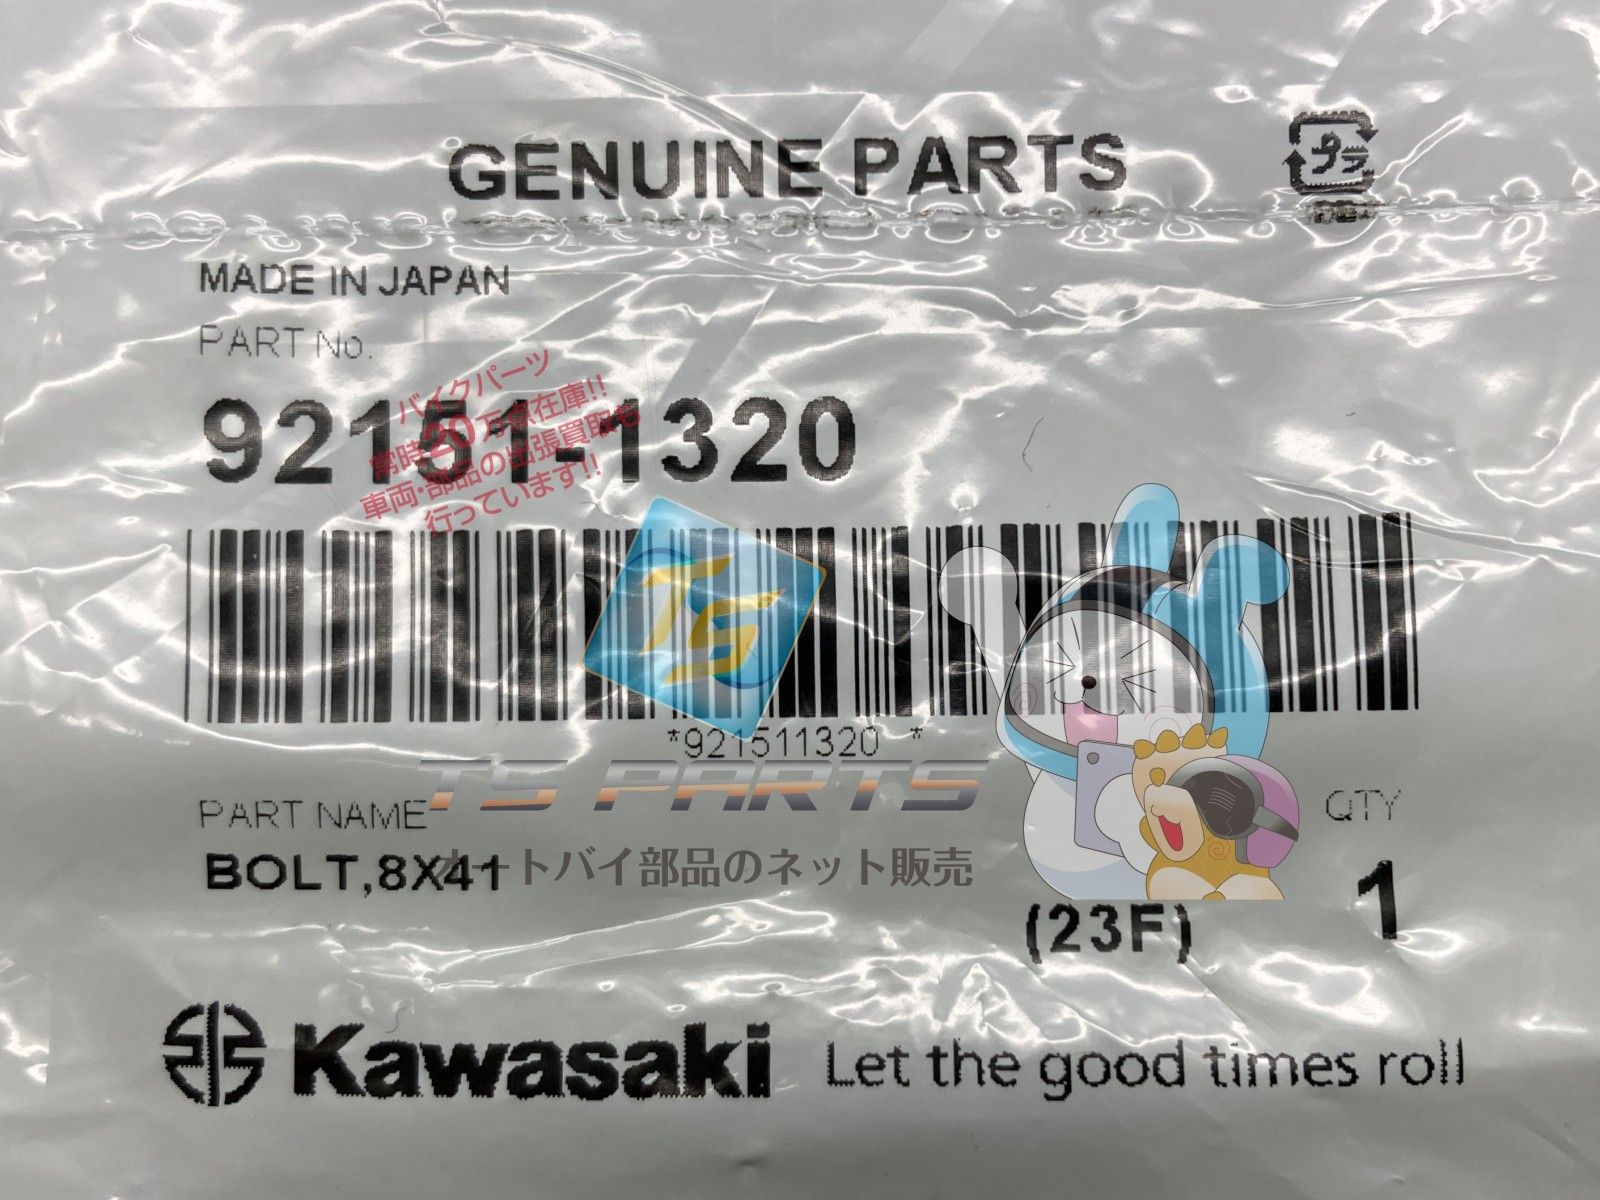 GENUINE PARTS
プラ
MADE IN JAPAN
PART No.
92151-1320
バイクパーツ
常時20万点在庫!!
車両・部品の出張買取も
行っています!!
TS
*921511320 *
TS PARTS
オートバイ部品のネット販売
PART NAME
QTY
BOLT,8X41
1
(23F)
Kawasaki
Let the good times roll